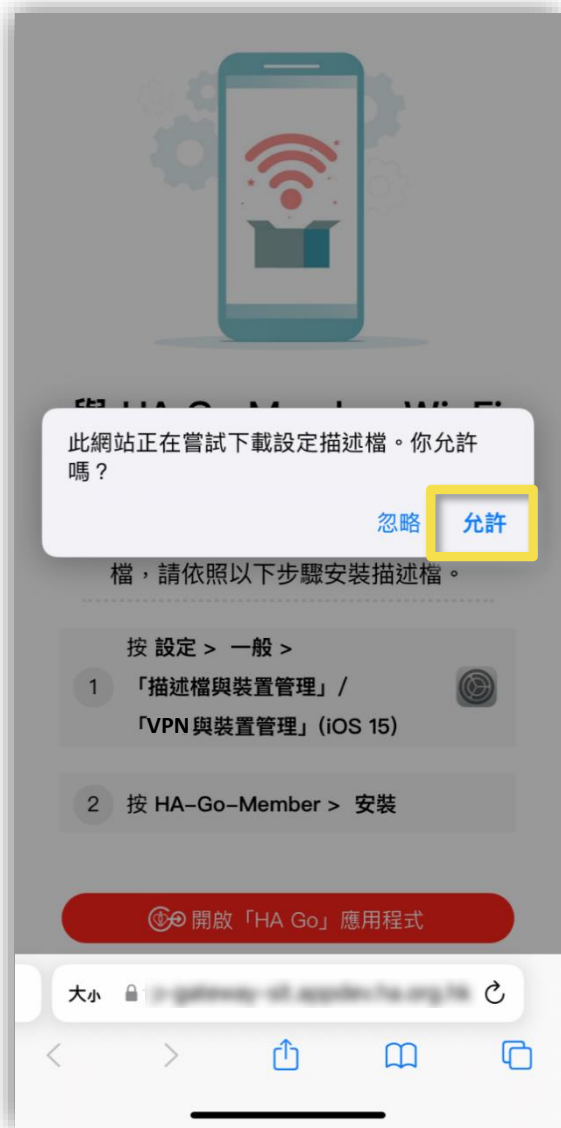 此網站正在嘗試下載設定描述檔。你允許
嗎？
忽略
允許
檔，請依照以下步驟安裝描述檔。
1
按 設定 > 一般 >
「描述檔與裝置管理」/
「VPN與裝置管理」(iOS 15)
2
按 HA-Go-Member > 安裝
開啟「HA Go」應用程式
大小